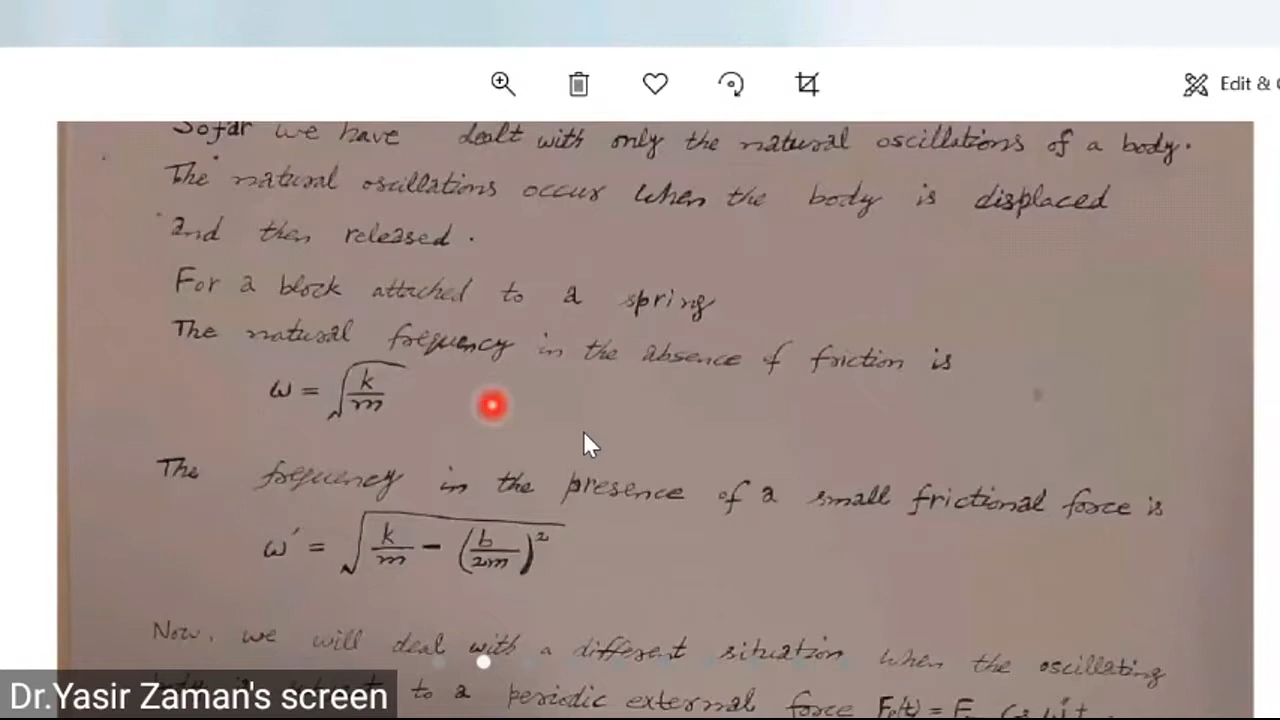 Edit &
Sofar we have dealt with only the natural oscillations of a body.
The natural oscillations occur when the body is displaced
and then released.
For a block attached to a spring
The natural frequency in the absence of friction is
ω = √(k/m)
The frequency in the presence of a small frictional force is
ω′ = √(k/m − (b/2m)²)
Now, we will deal with a different situation when the oscillating
to a periodic external force
Dr.Yasir Zaman's screen